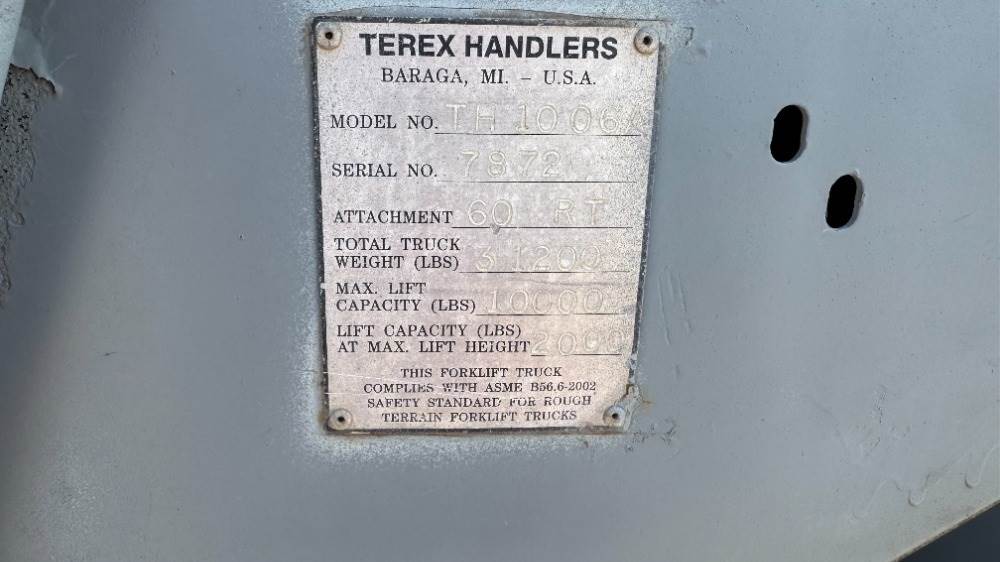 TEREX HANDLERS
BARAGA, MI. – U.S.A.
MODEL NO. TH 1006A
SERIAL NO. 7872
ATTACHMENT 60 RT
TOTAL TRUCK
WEIGHT (LBS) 31200
MAX. LIFT
CAPACITY (LBS) 10000
LIFT CAPACITY (LBS)
AT MAX. LIFT HEIGHT 2000
THIS FORKLIFT TRUCK
COMPLIES WITH ASME B56.6-2002
SAFETY STANDARD FOR ROUGH
TERRAIN FORKLIFT TRUCKS